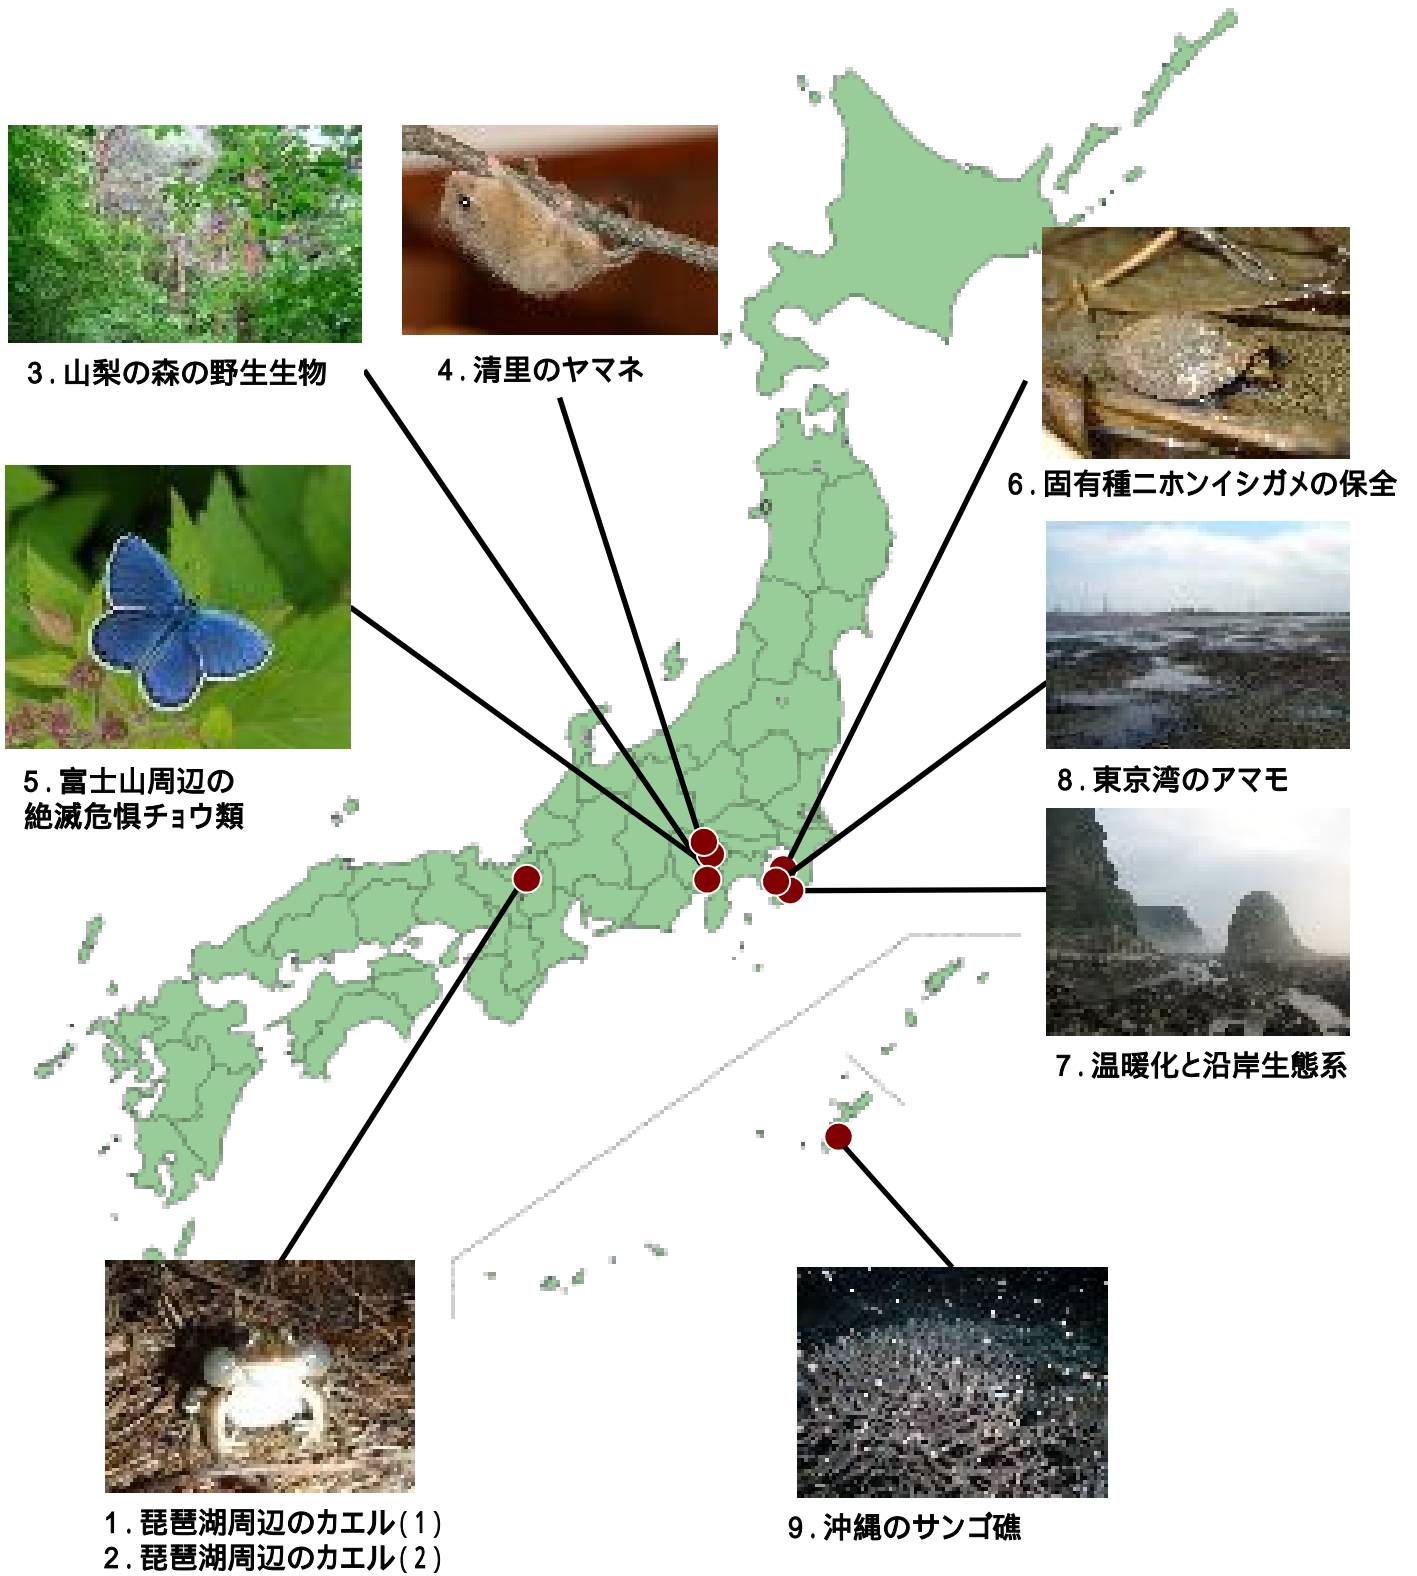 3.山梨の森の野生生物
4.清里のヤマネ
6.固有種ニホンイシガメの保全
5.富士山周辺の
絶滅危惧チョウ類
8.東京湾のアマモ
7.温暖化と沿岸生態系
1.琵琶湖周辺のカエル(1)
2.琵琶湖周辺のカエル(2)
9.沖縄のサンゴ礁